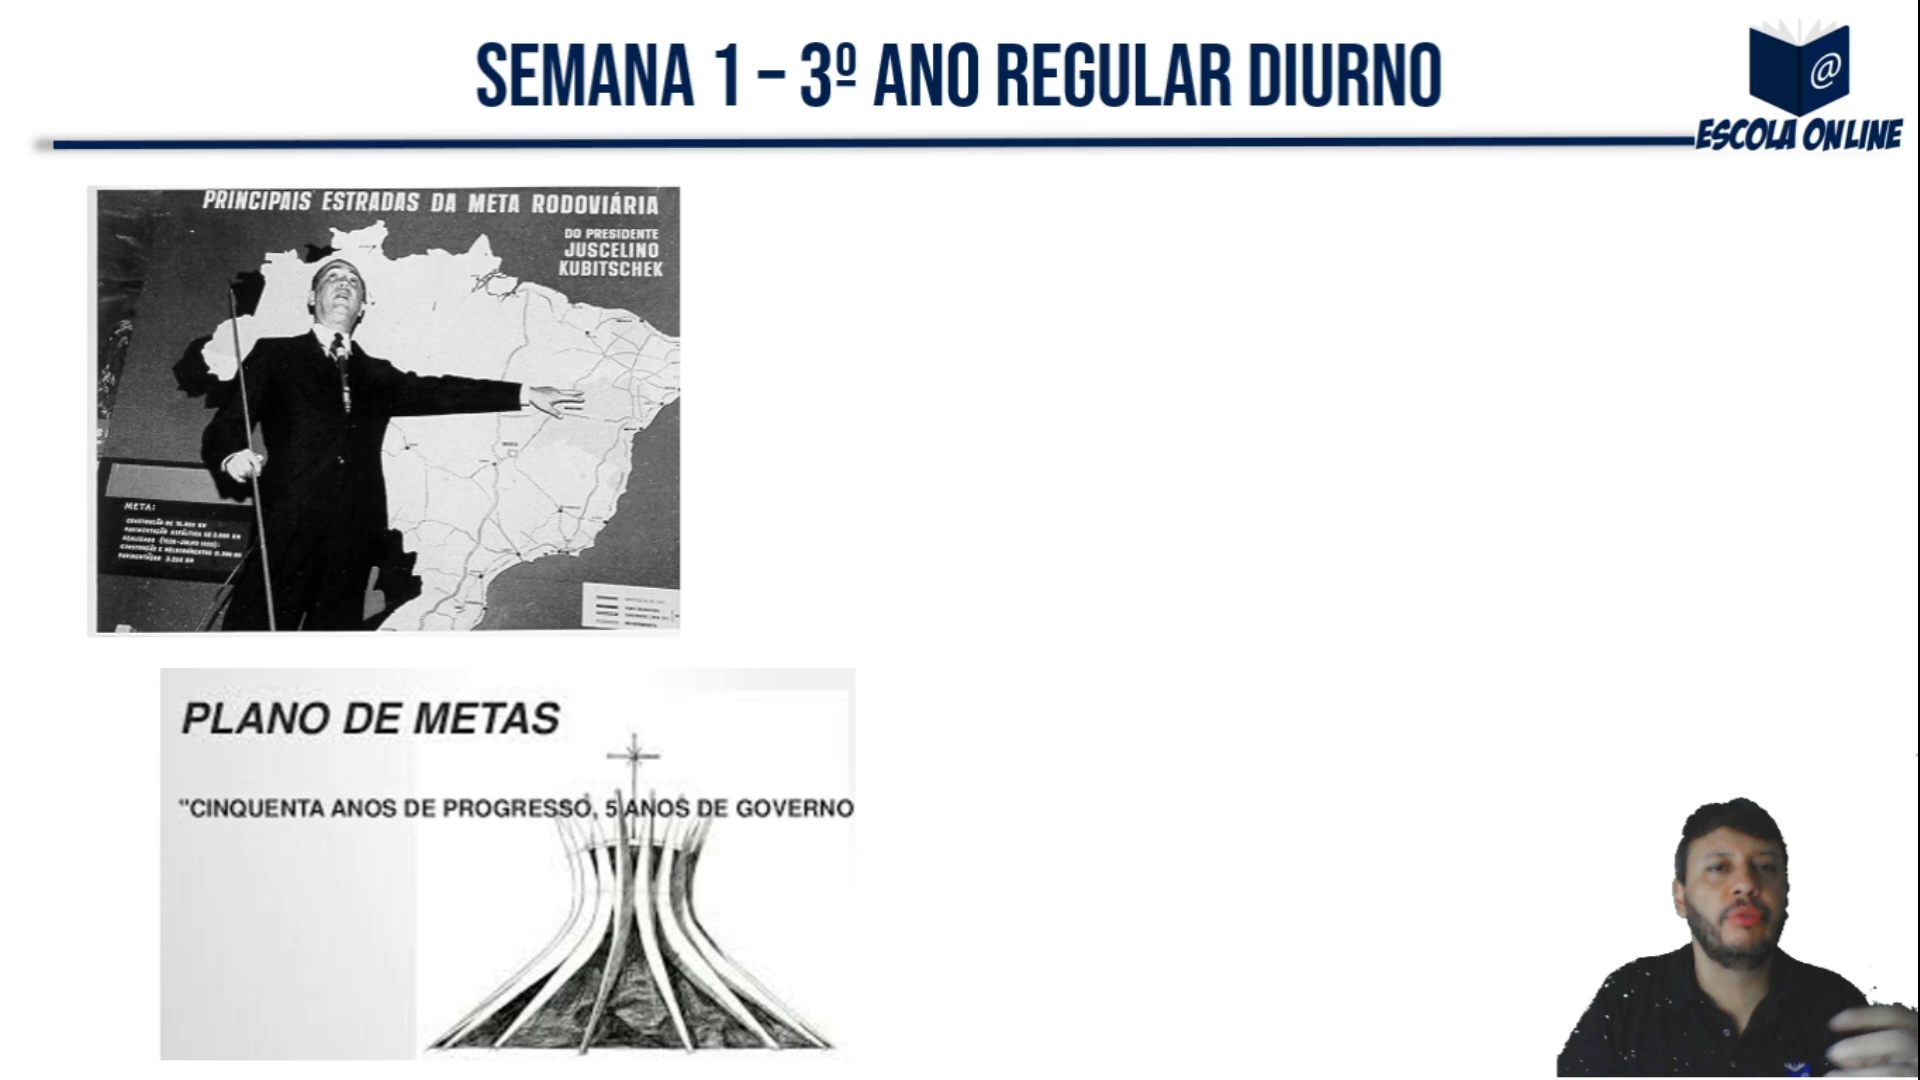 SEMANA 1 – 3º ANO REGULAR DIURNO
@
ESCOLA ONLINE
PRINCIPAIS ESTRADAS DA META RODOVIÁRIA
DO PRESIDENTE
JUSCELINO
KUBITSCHEK
META:
PLANO DE METAS
"CINQUENTA ANOS DE PROGRESSO, 5 ANOS DE GOVERNO